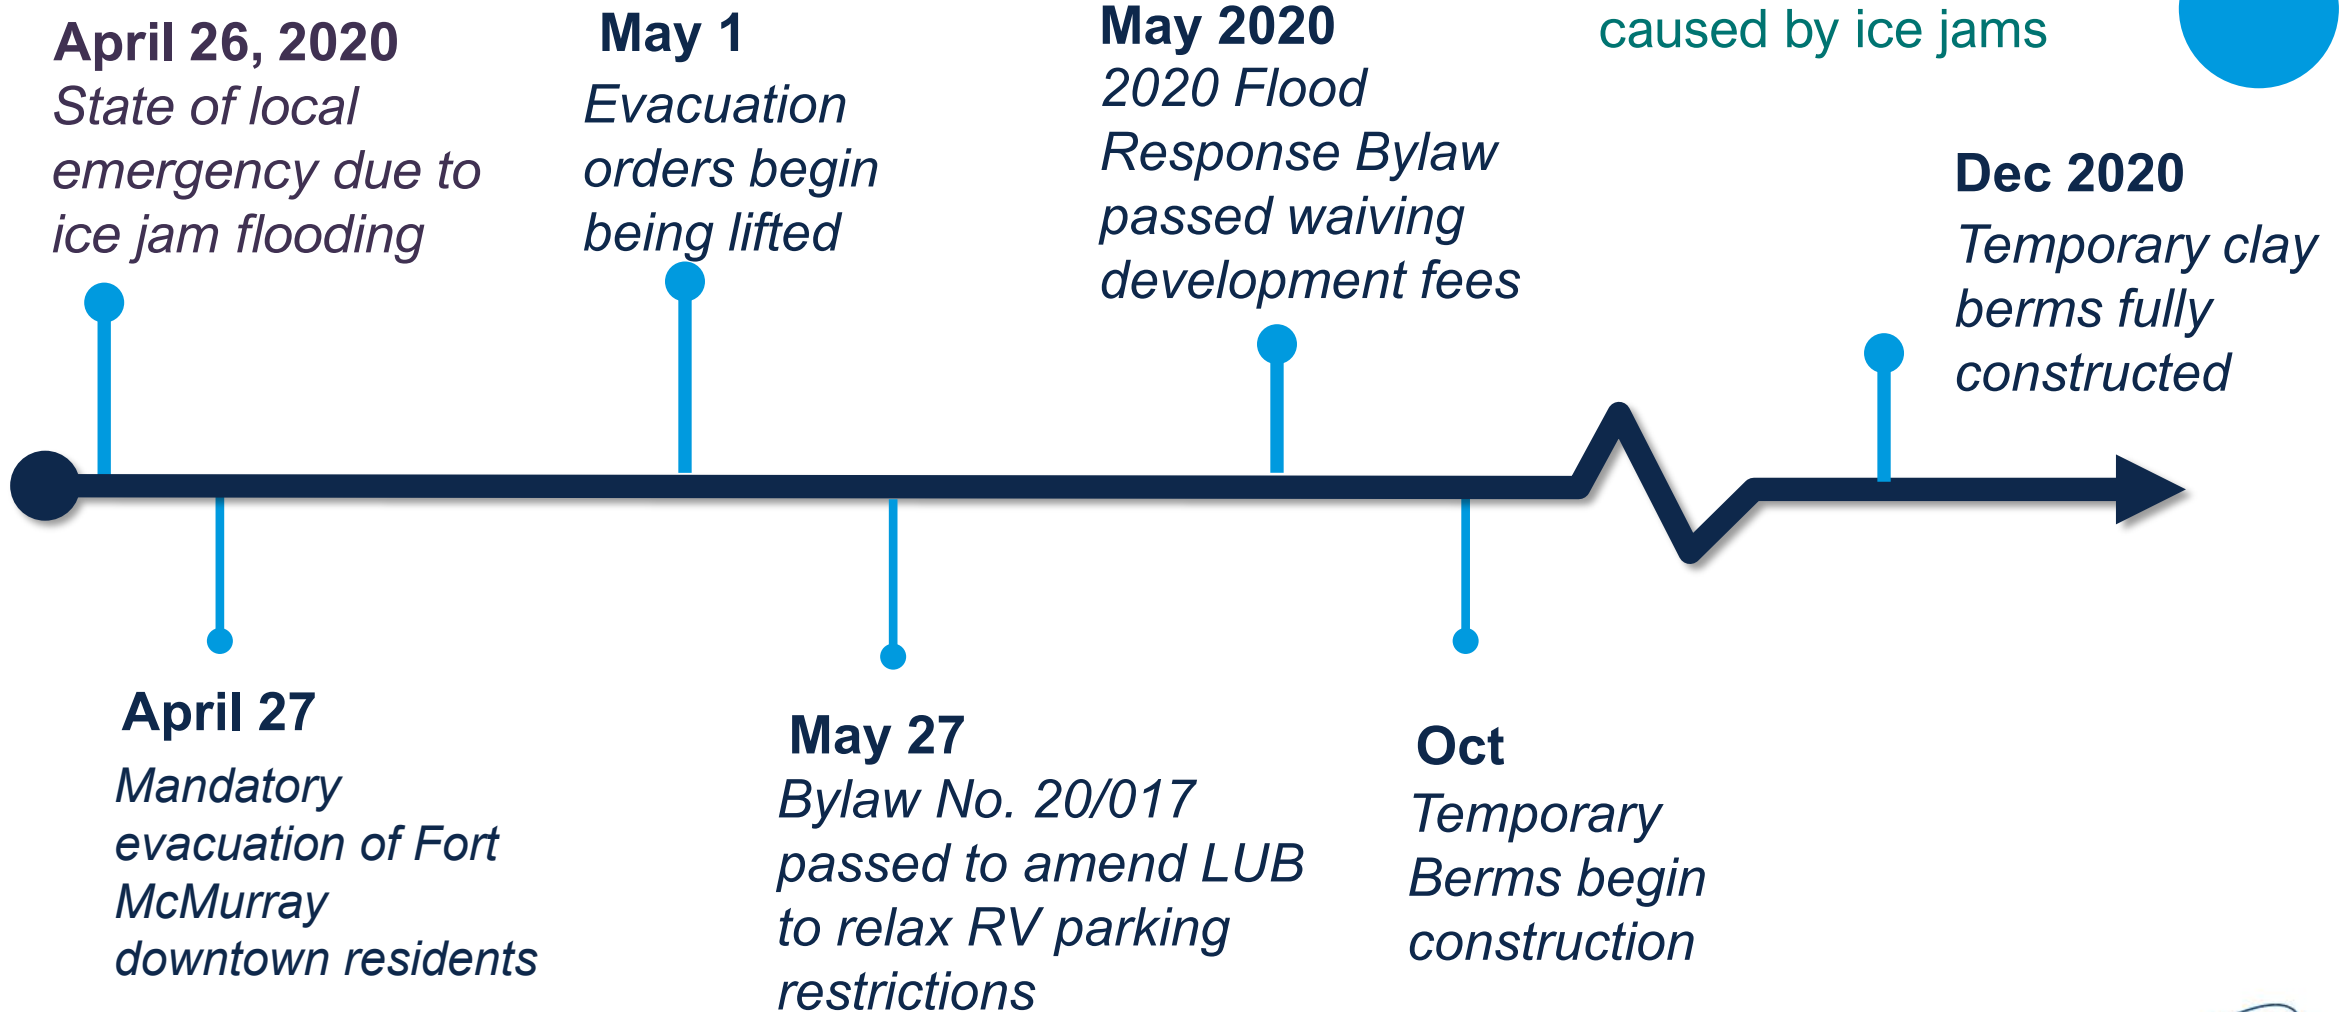 April 26, 2020
State of local
emergency due to
ice jam flooding
May 1
Evacuation
orders begin
being lifted
May 2020
2020 Flood
Response Bylaw
passed waiving
development fees
caused by ice jams
Dec 2020
Temporary clay
berms fully
constructed
April 27
Mandatory
evacuation of Fort
McMurray
downtown residents
May 27
Bylaw No. 20/017
passed to amend LUB
to relax RV parking
restrictions
Oct
Temporary
Berms begin
construction